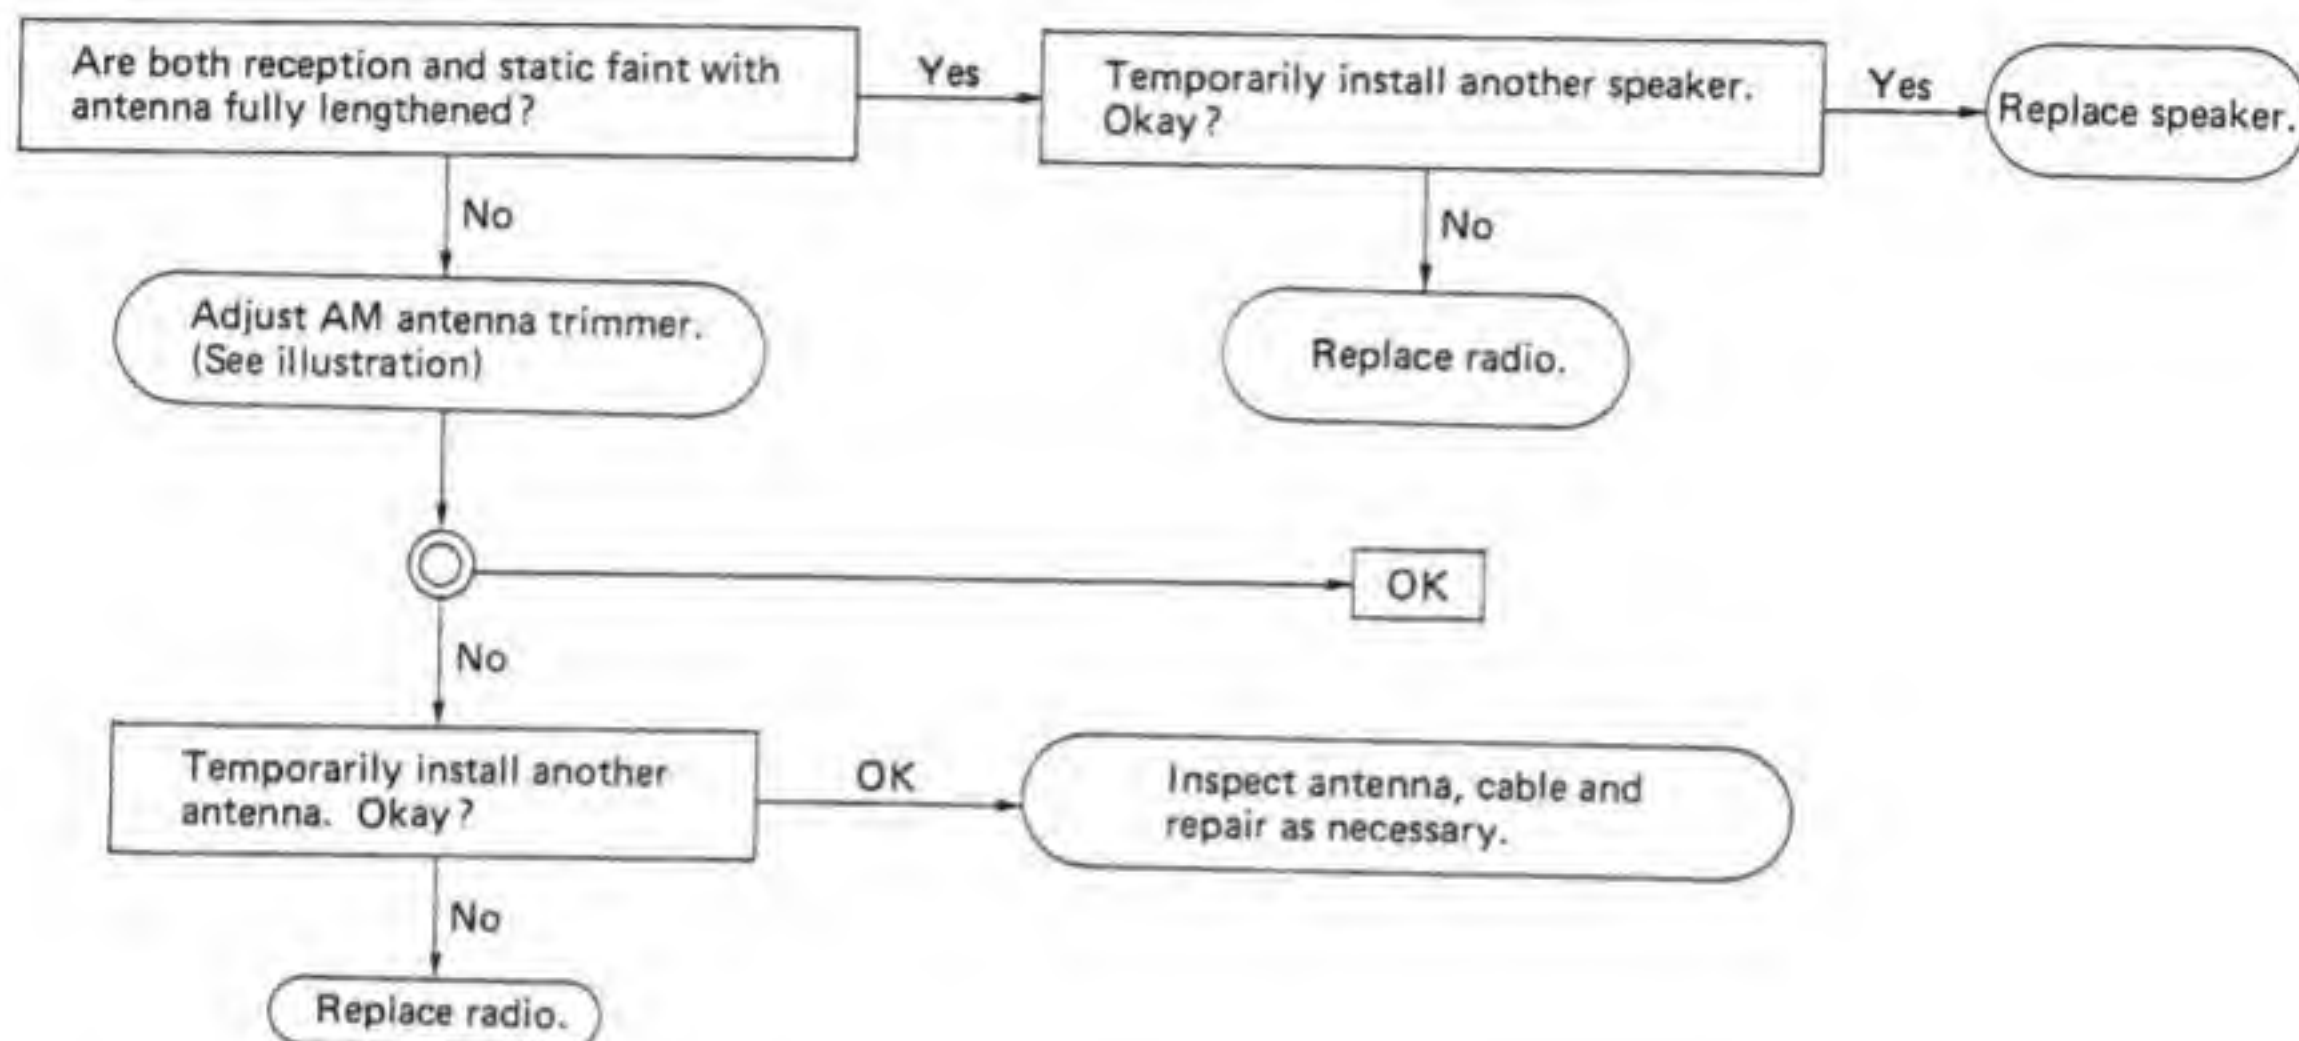 Are both reception and static faint with
antenna fully lengthened?
Yes
Temporarily install another speaker.
Okay?
Yes
Replace speaker.
No
No
Adjust AM antenna trimmer.
(See illustration)
Replace radio.
OK
No
Temporarily install another
antenna. Okay?
OK
Inspect antenna, cable and
repair as necessary.
No
Replace radio.